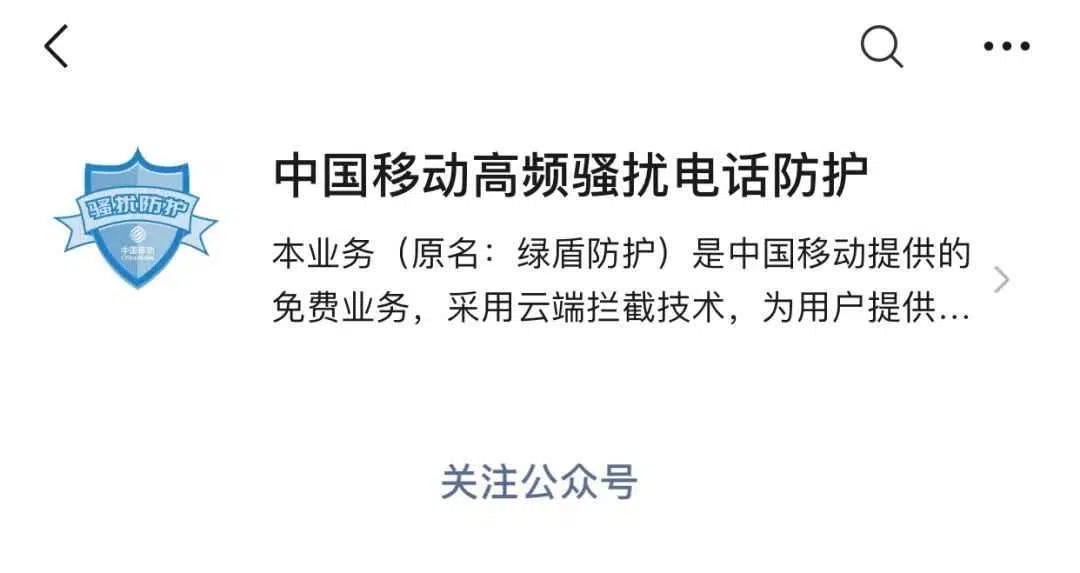 中国移动高频骚扰电话防护
骚扰防护
中国移动
本业务（原名：绿盾防护）是中国移动提供的
免费业务，采用云端拦截技术，为用户提供...
关注公众号